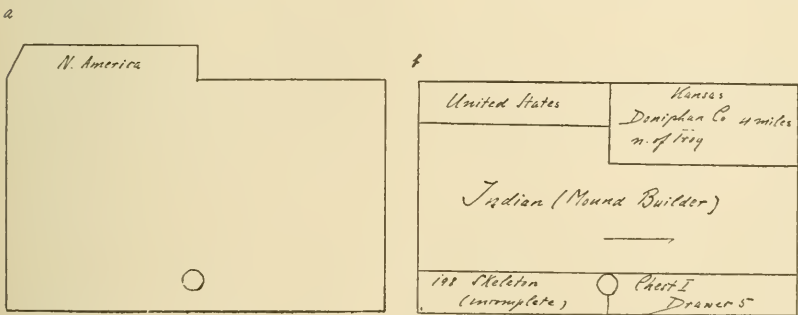 a
N. America
b
United States
Kansas
Doniphan Co 4 miles
n. of Troy
Indian (Mound Builder)
198 Skeleton
(incomplete)
Chest I
Drawer 5